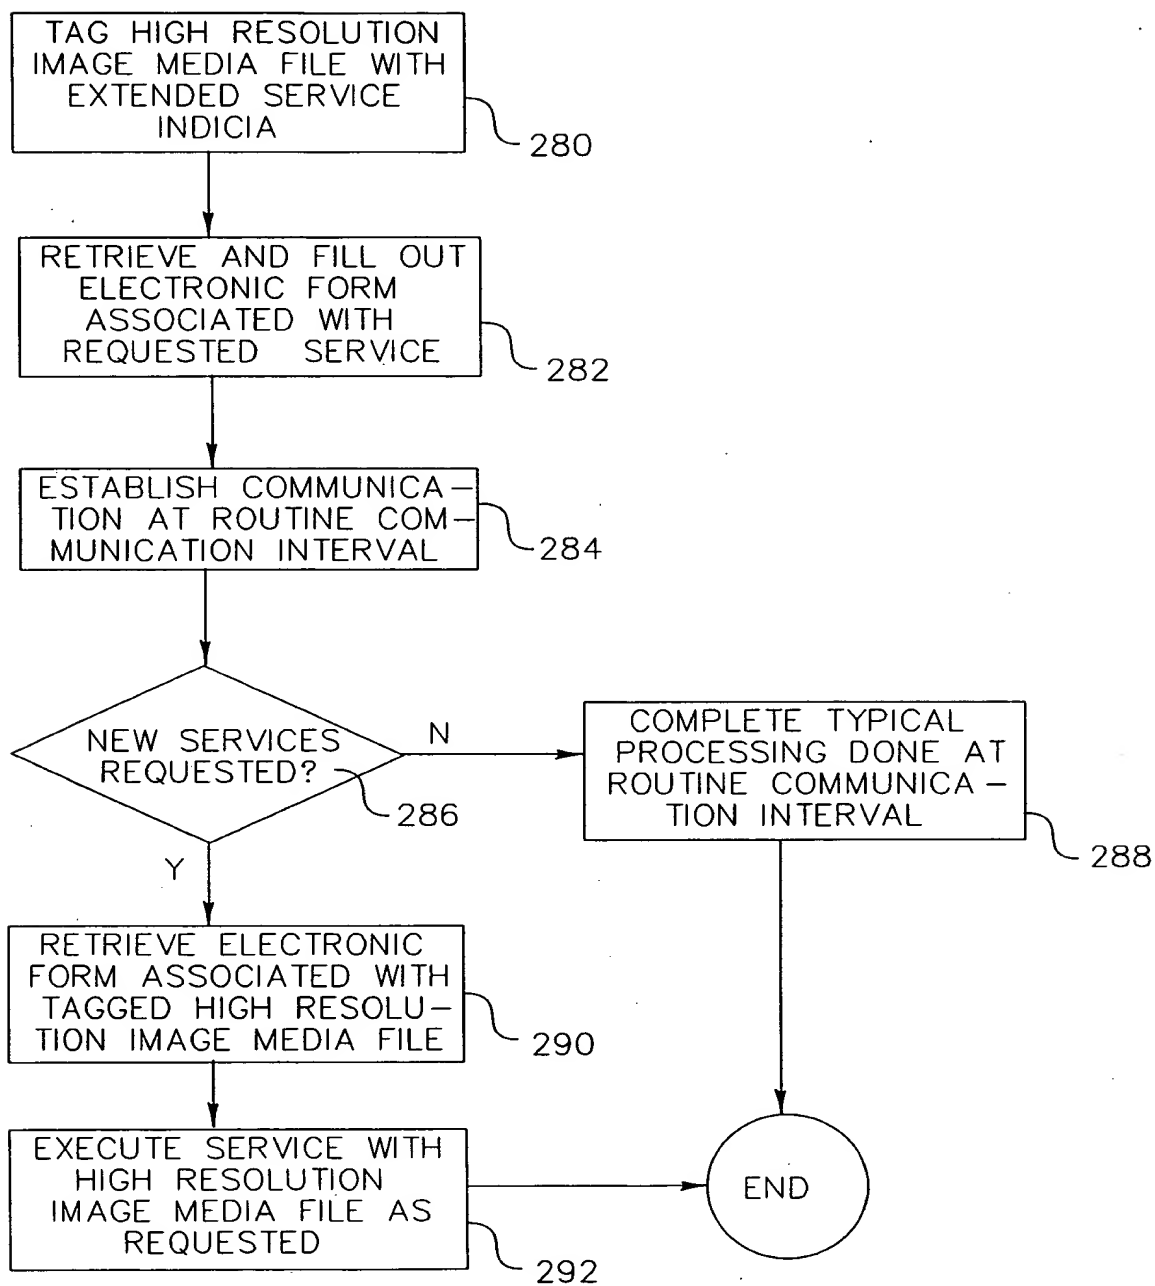 TAG HIGH RESOLUTION
IMAGE MEDIA FILE WITH
EXTENDED SERVICE
INDICIA
280
RETRIEVE AND FILL OUT
ELECTRONIC FORM
ASSOCIATED WITH
REQUESTED SERVICE
282
ESTABLISH COMMUNICA-
TION AT ROUTINE COM-
MUNICATION INTERVAL
284
NEW SERVICES
REQUESTED?
286
N
COMPLETE TYPICAL
PROCESSING DONE AT
ROUTINE COMMUNICA-
TION INTERVAL
288
Y
RETRIEVE ELECTRONIC
FORM ASSOCIATED WITH
TAGGED HIGH RESOLU-
TION IMAGE MEDIA FILE
290
EXECUTE SERVICE WITH
HIGH RESOLUTION
IMAGE MEDIA FILE AS
REQUESTED
292
END